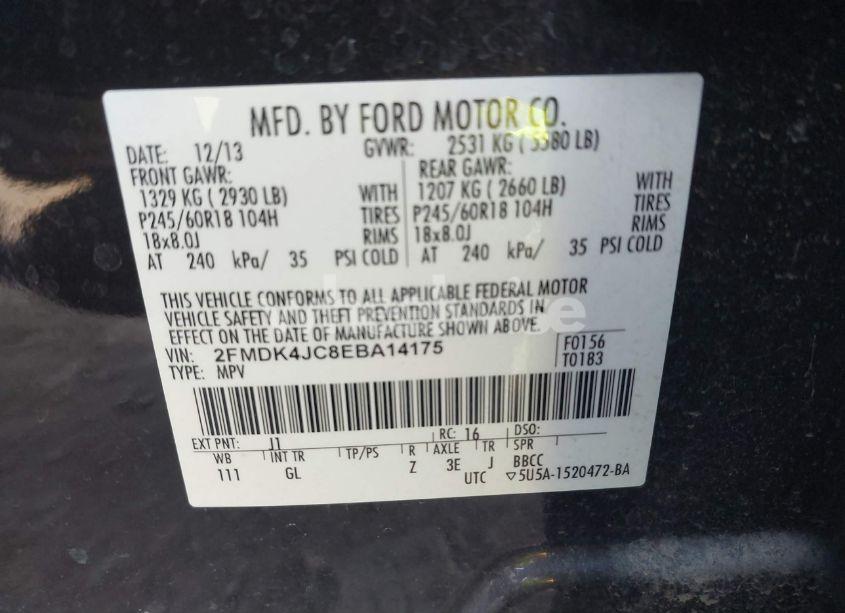 MFD. BY FORD MOTOR CO.
DATE: 12/13 GVWR: 2531 KG ( 5580 LB)
FRONT GAWR: REAR GAWR:
1329 KG ( 2930 LB) WITH 1207 KG ( 2660 LB) WITH
P245/60R18 104H TIRES P245/60R18 104H TIRES
18x8.0J RIMS 18x8.0J RIMS
AT 240 kPa/ 35 PSI COLD AT 240 kPa/ 35 PSI COLD
THIS VEHICLE CONFORMS TO ALL APPLICABLE FEDERAL MOTOR
VEHICLE SAFETY AND THEFT PREVENTION STANDARDS IN
EFFECT ON THE DATE OF MANUFACTURE SHOWN ABOVE.
VIN: 2FMDK4JC8EBA14175 F0156
TYPE: MPV T0183
EXT PNT: J1 RC: 16 DSO:
WB INT TR TP/PS R AXLE TR SPR
111 GL Z 3E J BBCC
UTC ▽5U5A-1520472-BA